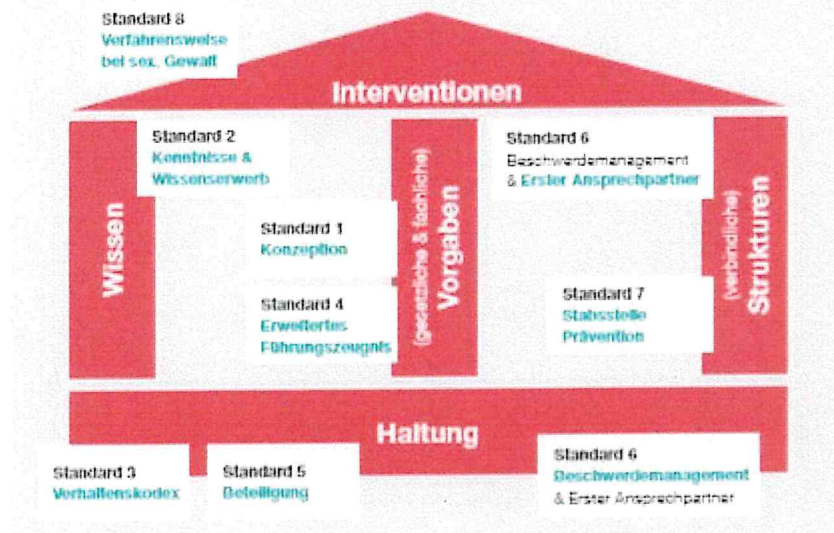 Standard 8
Verfahrensweise
bei sex. Gewalt
Interventionen
Wissen
Standard 2
Kenntnisse &
Wissenserwerb
Standard 1
Konzeption
Standard 4
Erweitertes
Führungszeugnis
(gesetzliche & fachliche)
Vorgaben
Standard 6
Beschwerdemanagement
& Erster Ansprechpartner
Standard 7
Stabsstelle
Prävention
(verbindliche)
Strukturen
Haltung
Standard 3
Verhaltenskodex
Standard 5
Beteiligung
Standard 6
Beschwerdemanagement
& Erster Ansprechpartner